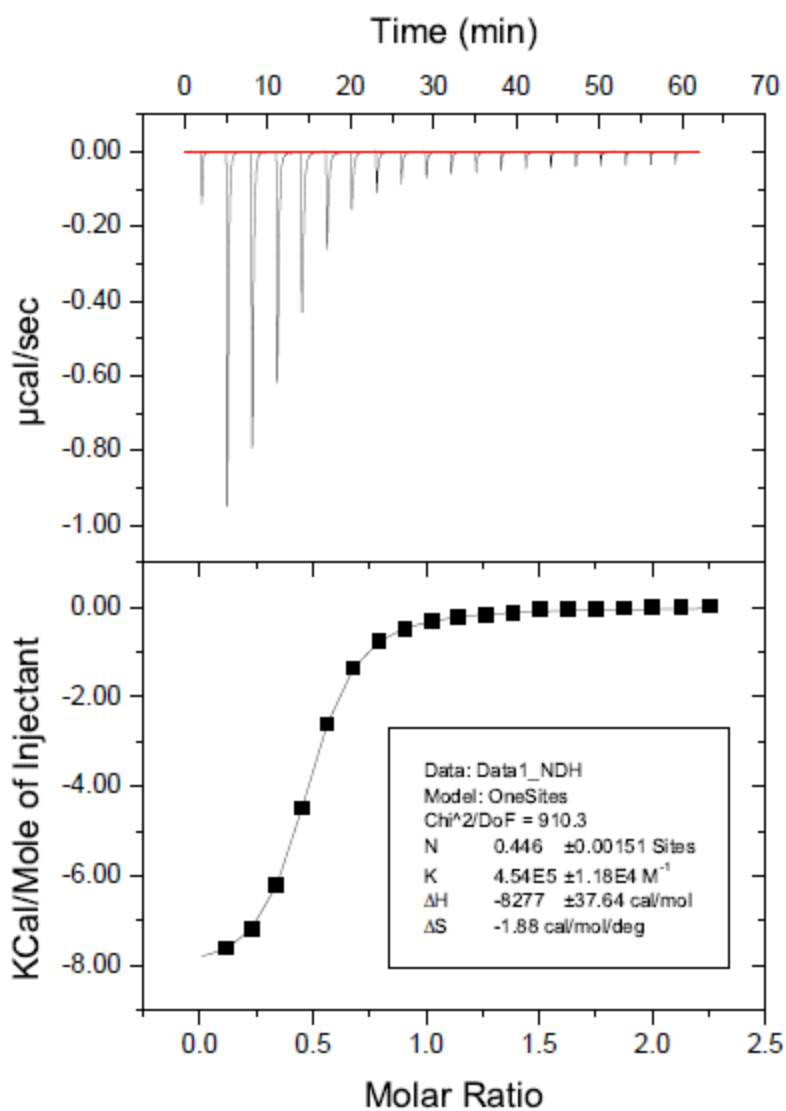 Time (min)
0 10 20 30 40 50 60 70
0.00
-0.20
-0.40
-0.60
-0.80
-1.00
µcal/sec
0.00
-2.00
-4.00
-6.00
-8.00
KCal/Mole of Injectant
Data: Data1_NDH
Model: OneSites
Chi^2/DoF = 910.3
N 0.446 ±0.00151 Sites
K 4.54E5 ±1.18E4 M⁻¹
ΔH -8277 ±37.64 cal/mol
ΔS -1.88 cal/mol/deg
0.0 0.5 1.0 1.5 2.0 2.5
Molar Ratio